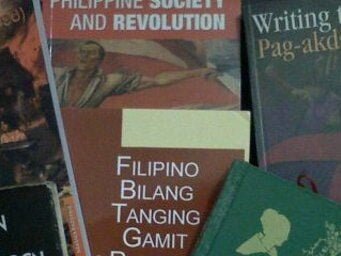 PHILIPPINE SOCIETY
AND REVOLUTION
Writing
Pag-akd
FILIPINO
BILANG
TANGING
GAMIT